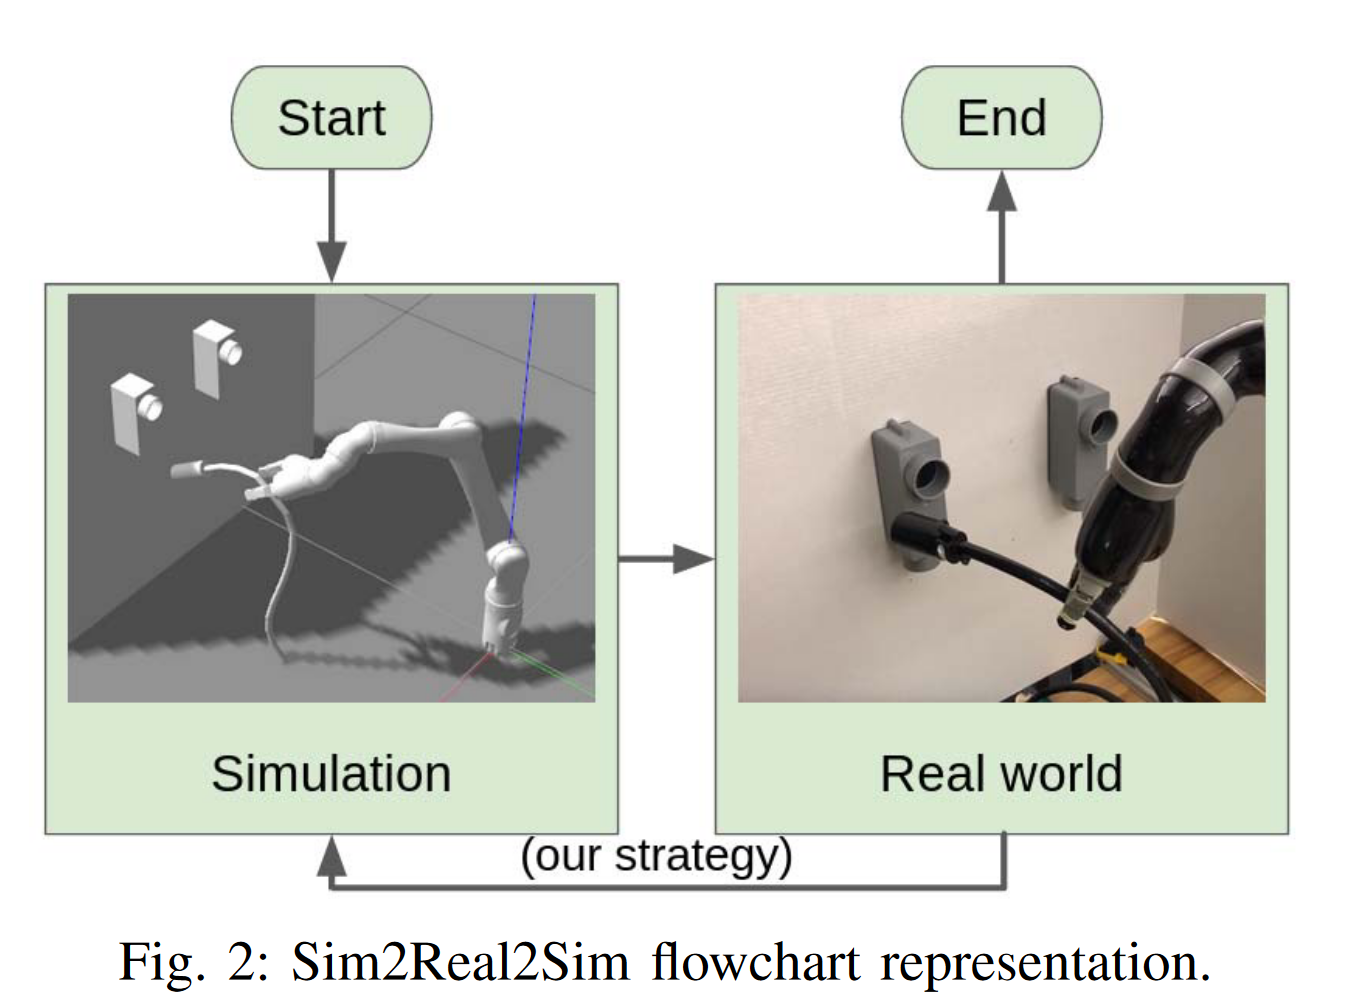 Start
End
Simulation
Real world
(our strategy)
Fig. 2: Sim2Real2Sim flowchart representation.